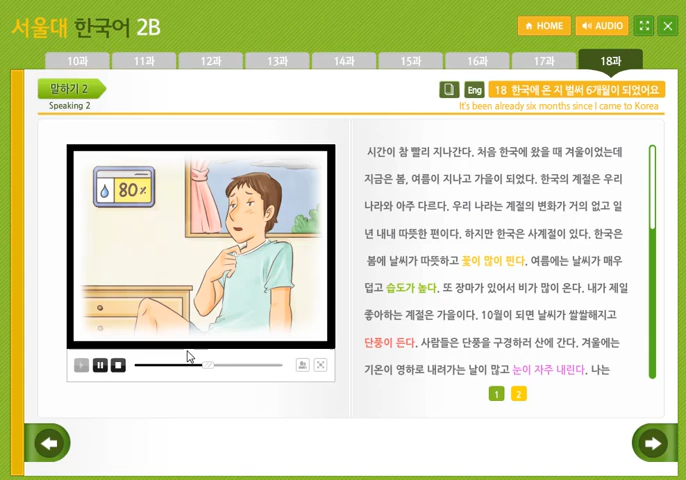 서울대 한국어 2B
HOME
AUDIO
10과
11과
12과
13과
14과
15과
16과
17과
18과
말하기 2
Speaking 2
Eng
18 한국에 온 지 벌써 6개월이 되었어요
It's been already six months since I came to Korea
80%
시간이 참 빨리 지나간다. 처음 한국에 왔을 때 겨울이었는데
지금은 봄, 여름이 지나고 가을이 되었다. 한국의 계절은 우리
나라와 아주 다르다. 우리 나라는 계절의 변화가 거의 없고 일
년 내내 따뜻한 편이다. 하지만 한국은 사계절이 있다. 한국은
봄에 날씨가 따뜻하고 꽃이 많이 핀다. 여름에는 날씨가 매우
덥고 습도가 높다. 또 장마가 있어서 비가 많이 온다. 내가 제일
좋아하는 계절은 가을이다. 10월이 되면 날씨가 쌀쌀해지고
단풍이 든다. 사람들은 단풍을 구경하러 산에 간다. 겨울에는
기온이 영하로 내려가는 날이 많고 눈이 자주 내린다. 나는
1
2